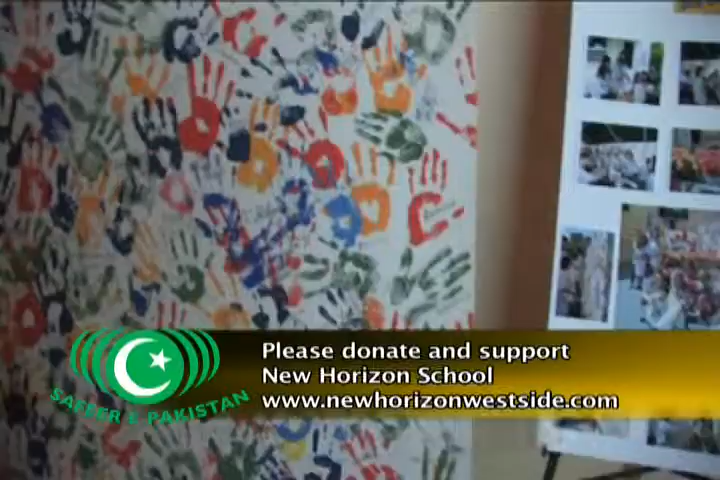 Please donate and support
New Horizon School
www.newhorizonwestside.com
SAFEER E PAKISTAN